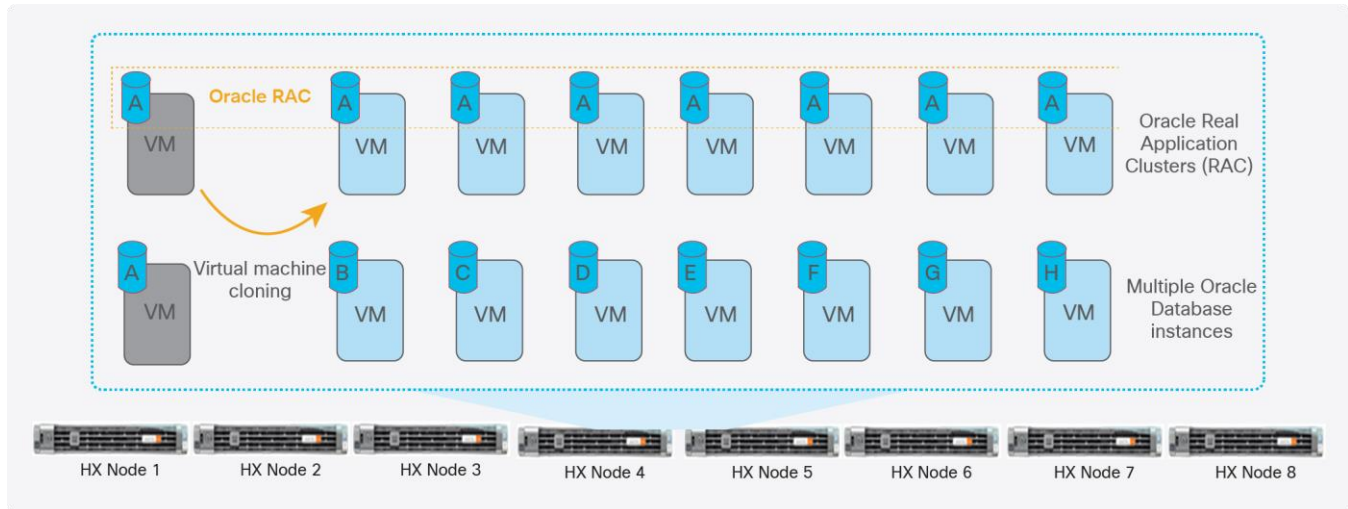 A Oracle RAC A A A A A A A
VM VM VM VM VM VM VM VM
Oracle Real
Application
Clusters (RAC)
A Virtual machine
cloning
B C D E F G H
VM VM VM VM VM VM VM VM
Multiple Oracle
Database
instances
HX Node 1 HX Node 2 HX Node 3 HX Node 4 HX Node 5 HX Node 6 HX Node 7 HX Node 8